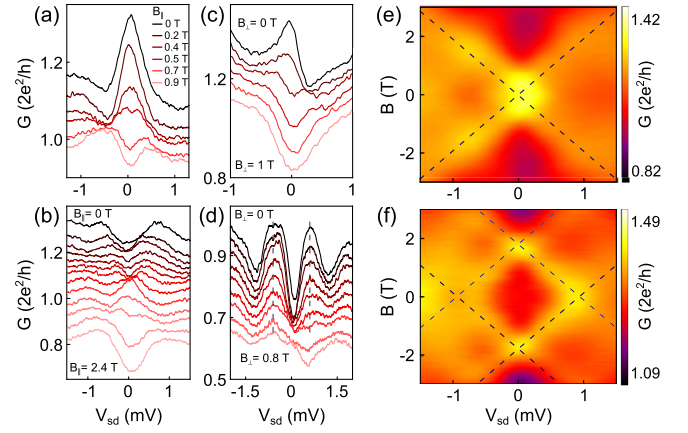 (a)
B∥
0 T
0.2 T
0.4 T
0.5 T
0.7 T
0.9 T
1.2
1.0
G (2e²/h)
-1
0
1
(c)
B⊥= 0 T
B⊥= 1 T
1.2
0.8
-1
0
1
(e)
2
0
-2
B (T)
-1
0
1
1.42
G (2e²/h)
0.82
(b)
B∥= 0 T
B∥= 2.4 T
1.2
1.0
0.8
G (2e²/h)
-1
0
1
V_sd (mV)
(d)
B⊥= 0 T
B⊥= 0.8 T
0.9
0.7
0.5
-1.5
0
1.5
V_sd (mV)
(f)
2
0
-2
B (T)
-1
0
1
V_sd (mV)
1.49
G (2e²/h)
1.09